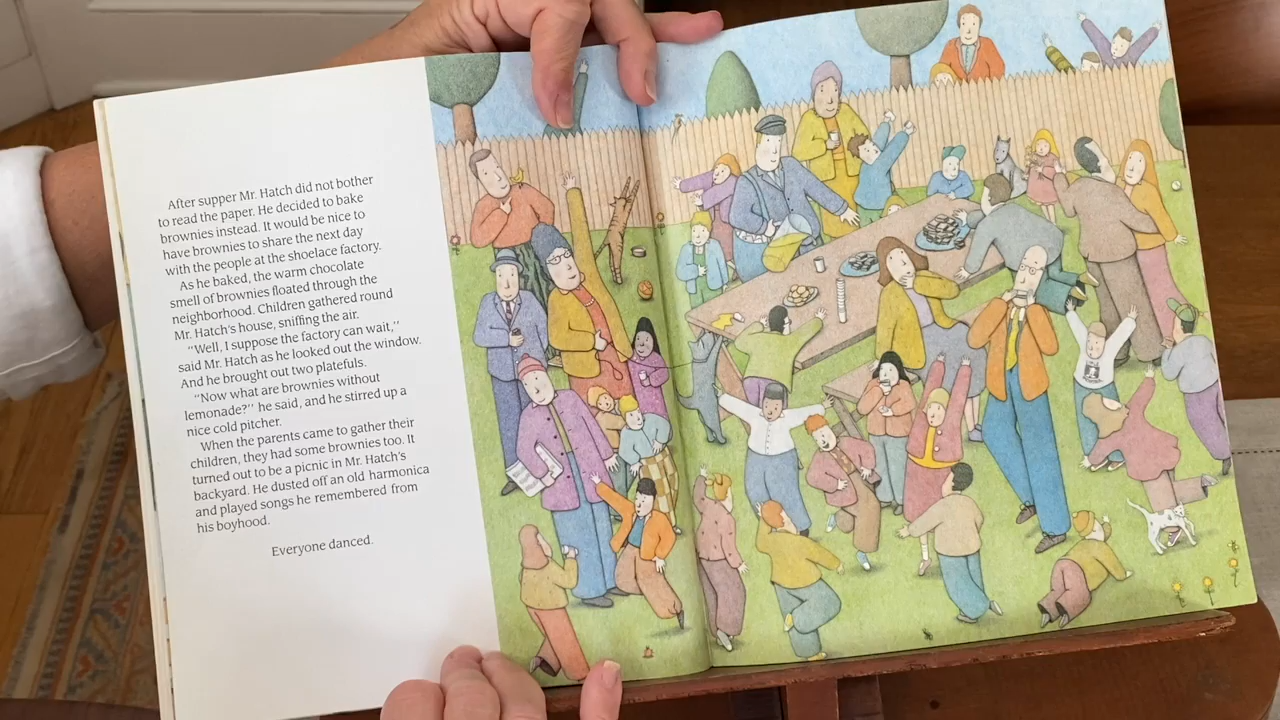 After supper Mr. Hatch did not bother
to read the paper. He decided to bake
brownies instead. It would be nice to
have brownies to share the next day
with the people at the shoelace factory.
As he baked, the warm chocolate
smell of brownies floated through the
neighborhood. Children gathered round
Mr. Hatch's house, sniffing the air.
"Well, I suppose the factory can wait,"
said Mr. Hatch as he looked out the window.
And he brought out two platefuls.
"Now what are brownies without
lemonade?" he said, and he stirred up a
nice cold pitcher.
When the parents came to gather their
children, they had some brownies too. It
turned out to be a picnic in Mr. Hatch's
backyard. He dusted off an old harmonica
and played songs he remembered from
his boyhood.
Everyone danced.